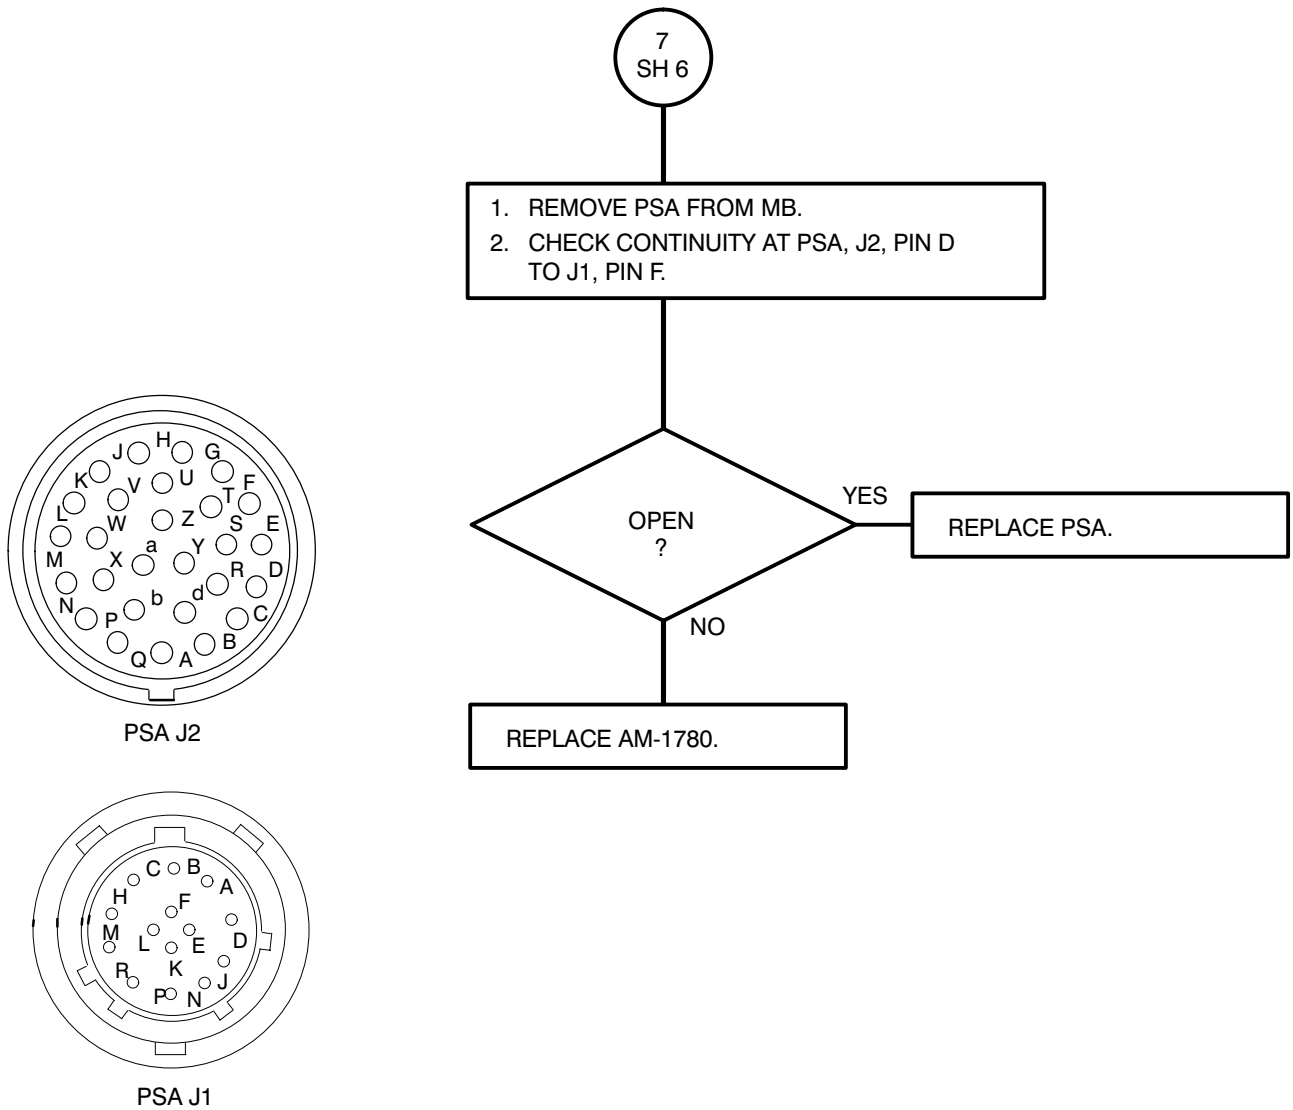 7
SH 6
1. REMOVE PSA FROM MB.
2. CHECK CONTINUITY AT PSA, J2, PIN D
TO J1, PIN F.
OPEN
?
YES
REPLACE PSA.
NO
REPLACE AM-1780.
J H G
K V U T F
L W Z S E
M X a Y R D
N P b d C
Q A B
PSA J2
C B A
H F
M L E D
R K J
P N
PSA J1